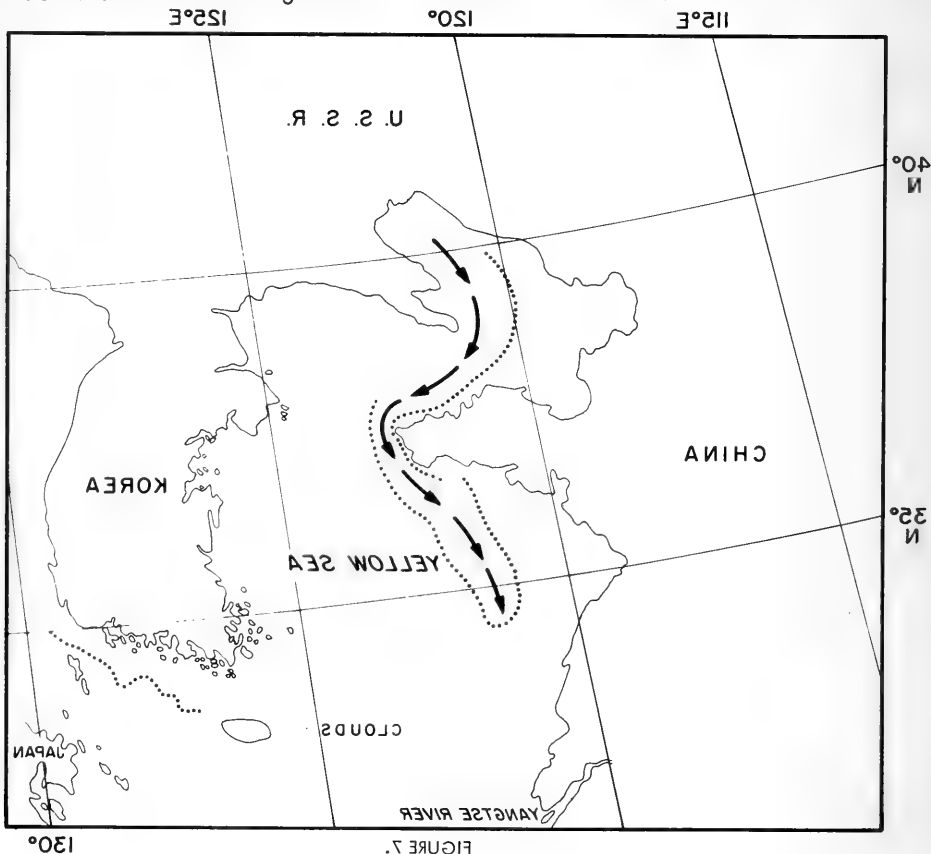 115°E 120° 125°E
U. S. S. R.
40°
N
CHINA
KOREA
35°
N
YELLOW SEA
CLOUDS
JAPAN
YANGTSE RIVER
130°
FIGURE 7.